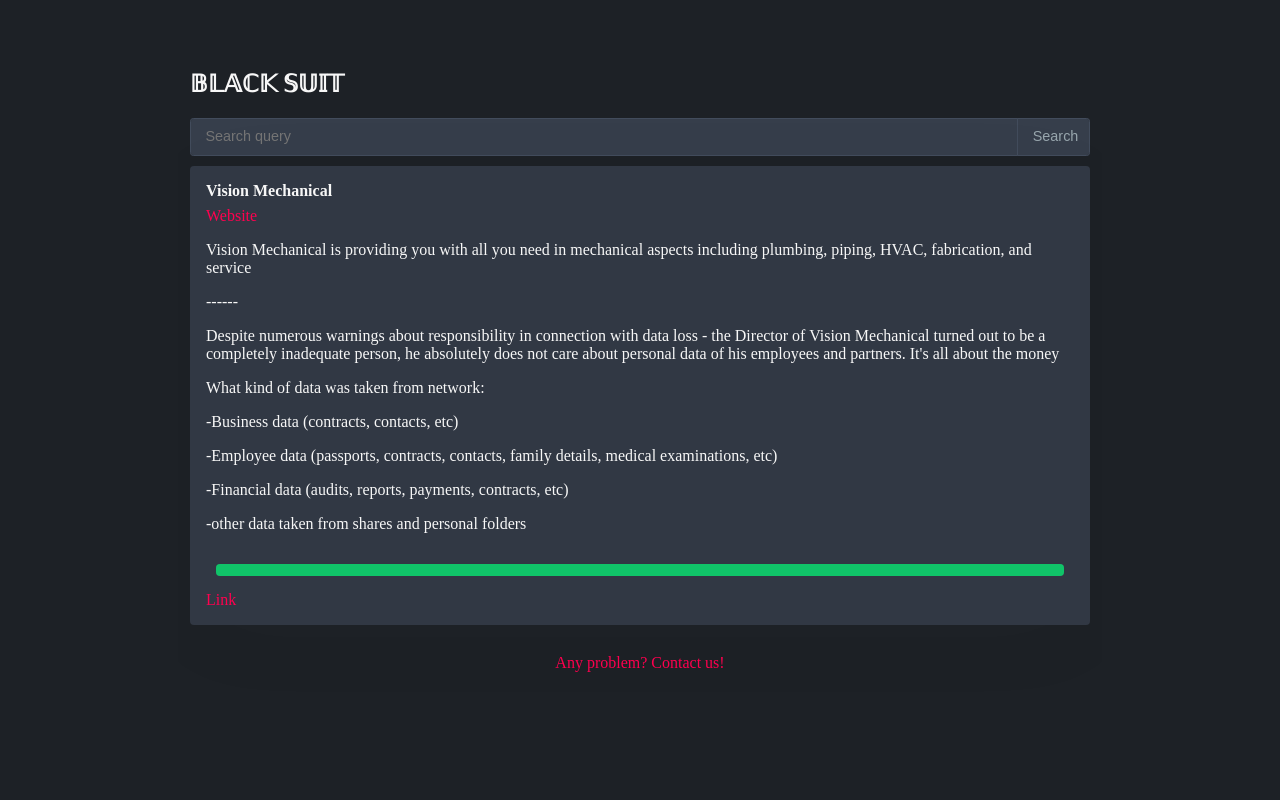 𝔹𝕃𝔸ℂ𝕂 𝕊𝕌𝕀𝕋
Search query
Search
Vision Mechanical
Website
Vision Mechanical is providing you with all you need in mechanical aspects including plumbing, piping, HVAC, fabrication, and
service
------
Despite numerous warnings about responsibility in connection with data loss - the Director of Vision Mechanical turned out to be a
completely inadequate person, he absolutely does not care about personal data of his employees and partners. It's all about the money
What kind of data was taken from network:
-Business data (contracts, contacts, etc)
-Employee data (passports, contracts, contacts, family details, medical examinations, etc)
-Financial data (audits, reports, payments, contracts, etc)
-other data taken from shares and personal folders
Link
Any problem? Contact us!